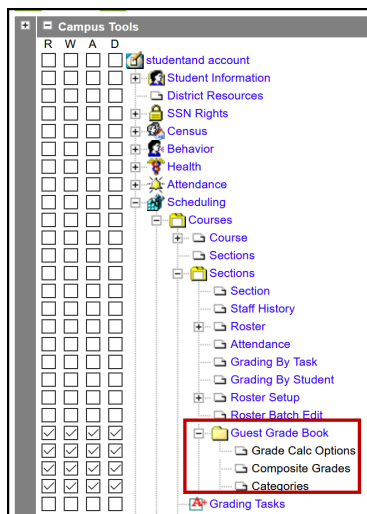 Campus Tools
R W A D
studentand account
Student Information
District Resources
SSN Rights
Census
Behavior
Health
Attendance
Scheduling
Courses
Course
Sections
Sections
Section
Staff History
Roster
Attendance
Grading By Task
Grading By Student
Roster Setup
Roster Batch Edit
Guest Grade Book
Grade Calc Options
Composite Grades
Categories
A+ Grading Tasks